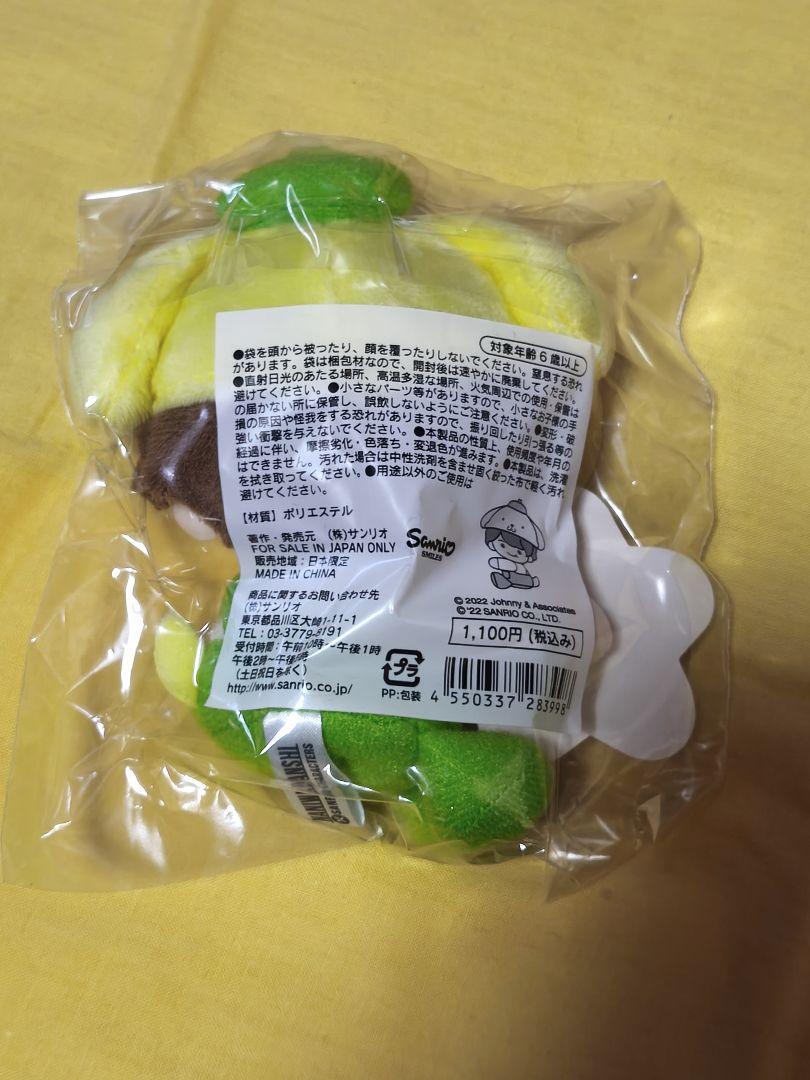 対象年齢6歳以上
●袋を頭から被ったり、顔を覆ったりしないでください。窒息する恐れ
があります。袋は梱包材なので、開封後は速やかに廃棄してください。
●直射日光のあたる場所、高温多湿な場所、火気周辺での使用・保管は
避けてください。●小さなパーツ等がありますので、小さなお子様の手
の届かない所に保管し、誤飲しないようにご注意ください。●変形・破
損の原因や怪我をする恐れがありますので、振り回したり引っ張る等の
強い衝撃を与えないでください。●本製品の性質上、使用頻度や年月の
経過に伴い、摩擦劣化・色落ち・変退色が進みます。●本製品は、洗濯
はできません。汚れた場合は中性洗剤を含ませ固く絞った布で軽く汚れ
を拭き取ってください。●用途以外のご使用は
避けてください。
【材質】ポリエステル
著作・発売元 (株)サンリオ
FOR SALE IN JAPAN ONLY
販売地域:日本限定
MADE IN CHINA
Sanrio
SMILES
商品に関するお問い合わせ先
(株)サンリオ
東京都品川区大崎1-11-1
TEL:03-3779-8191
受付時間:午前10時~午後1時
午後2時~午後
(土日祝日を除く)
http://www.sanrio.co.jp/
© 2022 Johnny & Associates
© '22 SANRIO CO., LTD.
1,100円(税込み)
プラ
PP:包装
4 550337 283998
SANRIO CHARACTERS